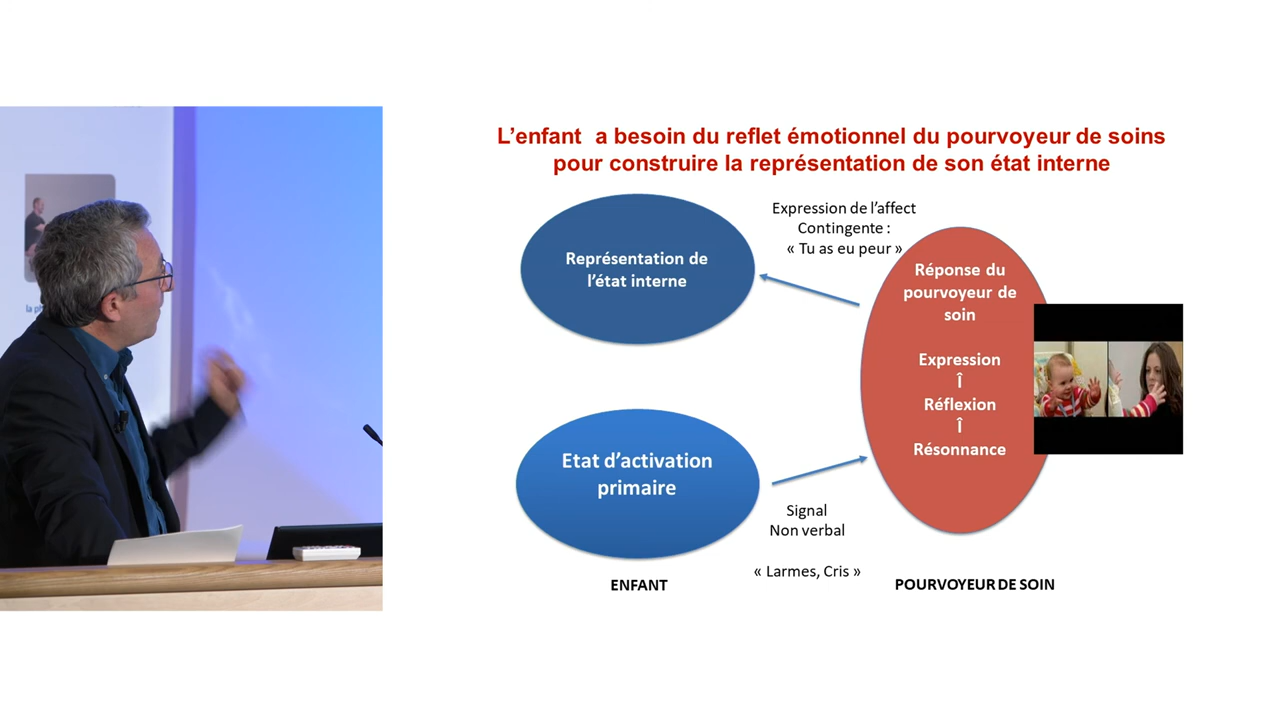 L’enfant  a besoin du reflet émotionnel du pourvoyeur de soins
pour construire la représentation de son état interne
Représentation de
l’état interne
Expression de l’affect
Contingente :
« Tu as eu peur »
Réponse du
pourvoyeur de
soin
Expression
Î
Réflexion
Î
Résonnance
Etat d’activation
primaire
Signal
Non verbal
« Larmes, Cris »
ENFANT
POURVOYEUR DE SOIN